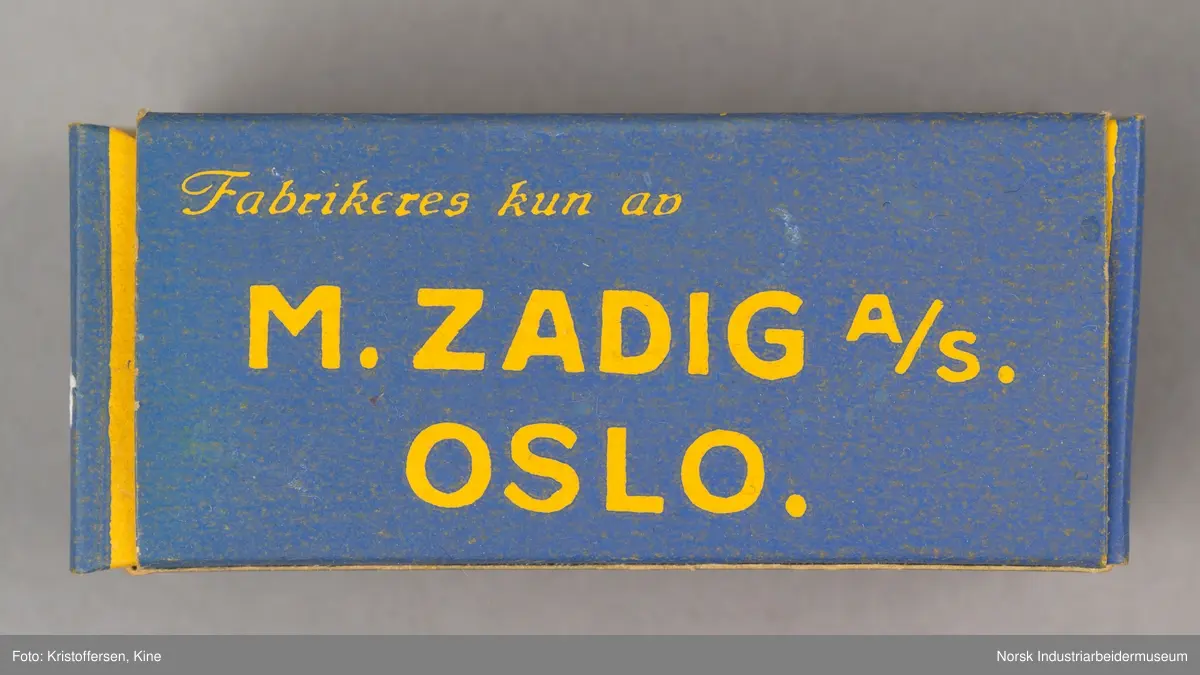 Fabrikeres kun av
M. ZADIG A/S.
OSLO.
Foto: Kristoffersen, Kine
Norsk Industriarbeidermuseum